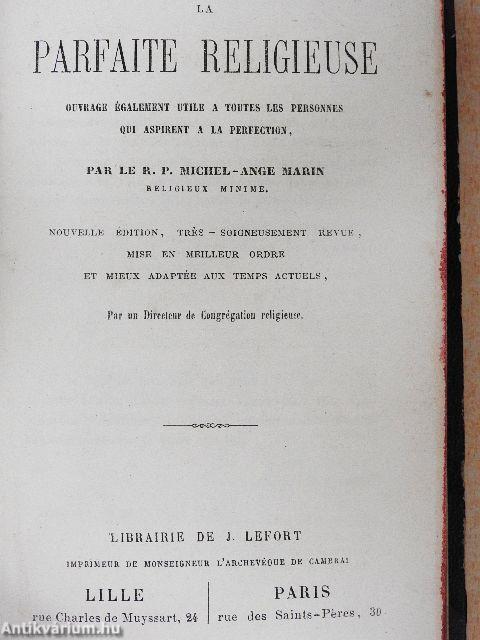 LA
PARFAITE RELIGIEUSE
OUVRAGE ÉGALEMENT UTILE A TOUTES LES PERSONNES
QUI ASPIRENT A LA PERFECTION,
PAR LE R. P. MICHEL-ANGE MARIN
RELIGIEUX MINIME.
NOUVELLE ÉDITION, TRÈS-SOIGNEUSEMENT REVUE,
MISE EN MEILLEUR ORDRE
ET MIEUX ADAPTÉE AUX TEMPS ACTUELS,
Par un Directeur de Congrégation religieuse.
LIBRAIRIE DE J. LEFORT
IMPRIMEUR DE MONSEIGNEUR L'ARCHEVÊQUE DE CAMBRAI
LILLE
rue Charles de Muyssart, 24
PARIS
rue des Saints-Pères, 30
Antikvárium.hu